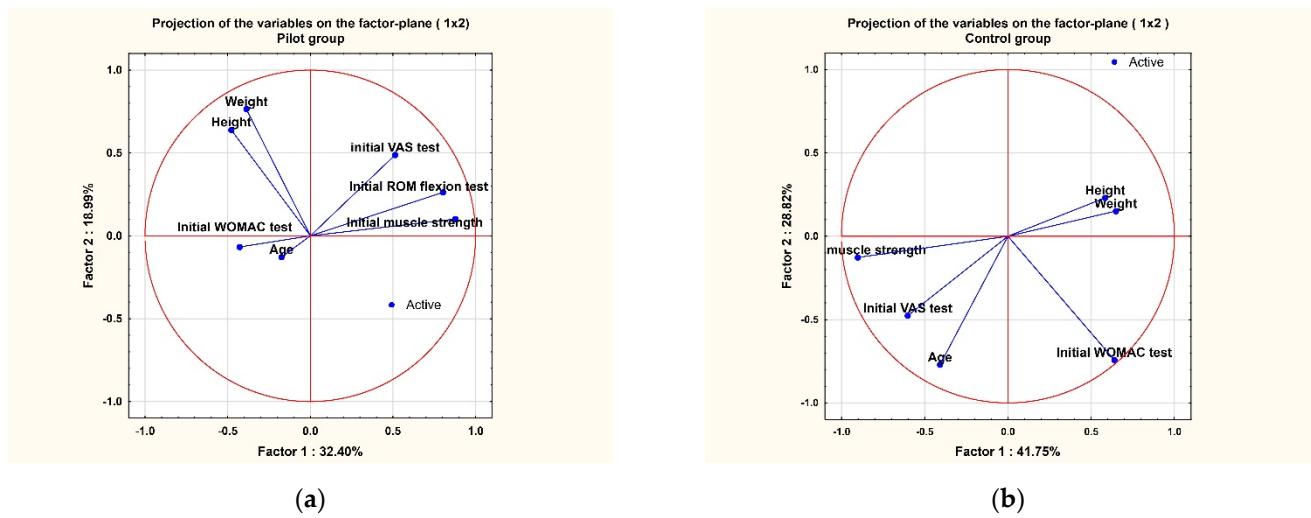 Projection of the variables on the factor-plane ( 1x2)
Pilot group
1.0
Weight
Height
0.5
initial VAS test
Initial ROM flexion test
Initial WOMAC test
Initial muscle strength
0.0
Age
Active
-0.5
-1.0
Factor 2 : 18.99%
-1.0
-0.5
0.0
0.5
1.0
Factor 1 : 32.40%
(a)
Projection of the variables on the factor-plane ( 1x2 )
Control group
Active
1.0
0.5
Height
Weight
0.0
muscle strength
Initial VAS test
-0.5
Age
Initial WOMAC test
-1.0
Factor 2 : 28.82%
-1.0
-0.5
0.0
0.5
1.0
Factor 1 : 41.75%
(b)